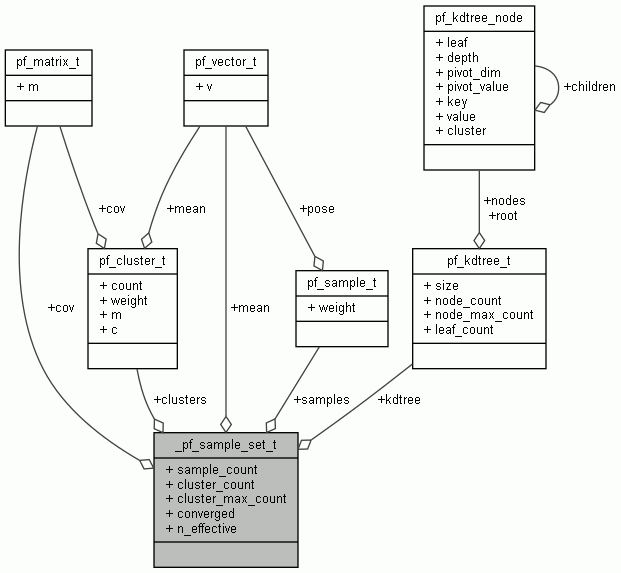 pf_kdtree_node
+ leaf
+ depth
+ pivot_dim
+ pivot_value
+ key
+ value
+ cluster
+children
pf_matrix_t
+ m
pf_vector_t
+ v
+cov
+mean
+pose
+nodes
+root
pf_cluster_t
+ count
+ weight
+ m
+ c
pf_sample_t
+ weight
pf_kdtree_t
+ size
+ node_count
+ node_max_count
+ leaf_count
+cov
+mean
+clusters
+samples
+kdtree
_pf_sample_set_t
+ sample_count
+ cluster_count
+ cluster_max_count
+ converged
+ n_effective